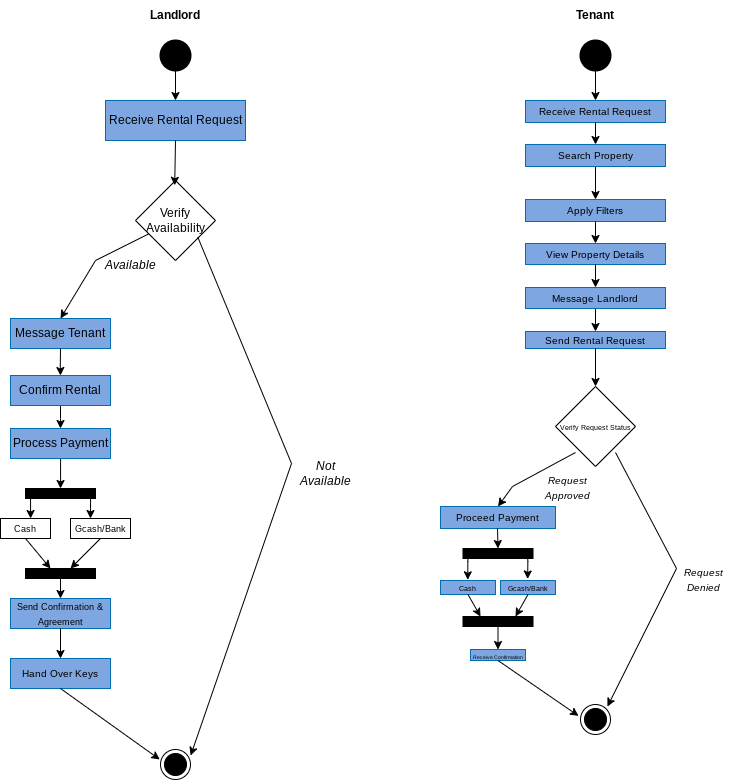 Landlord
Receive Rental Request
Verify
Availability
Available
Message Tenant
Confirm Rental
Process Payment
Cash
Gcash/Bank
Send Confirmation &
Agreement
Hand Over Keys
Not
Available
Tenant
Receive Rental Request
Search Property
Apply Filters
View Property Details
Message Landlord
Send Rental Request
Verify Request Status
Request
Approved
Proceed Payment
Cash
Gcash/Bank
Receive Confirmation
Request
Denied